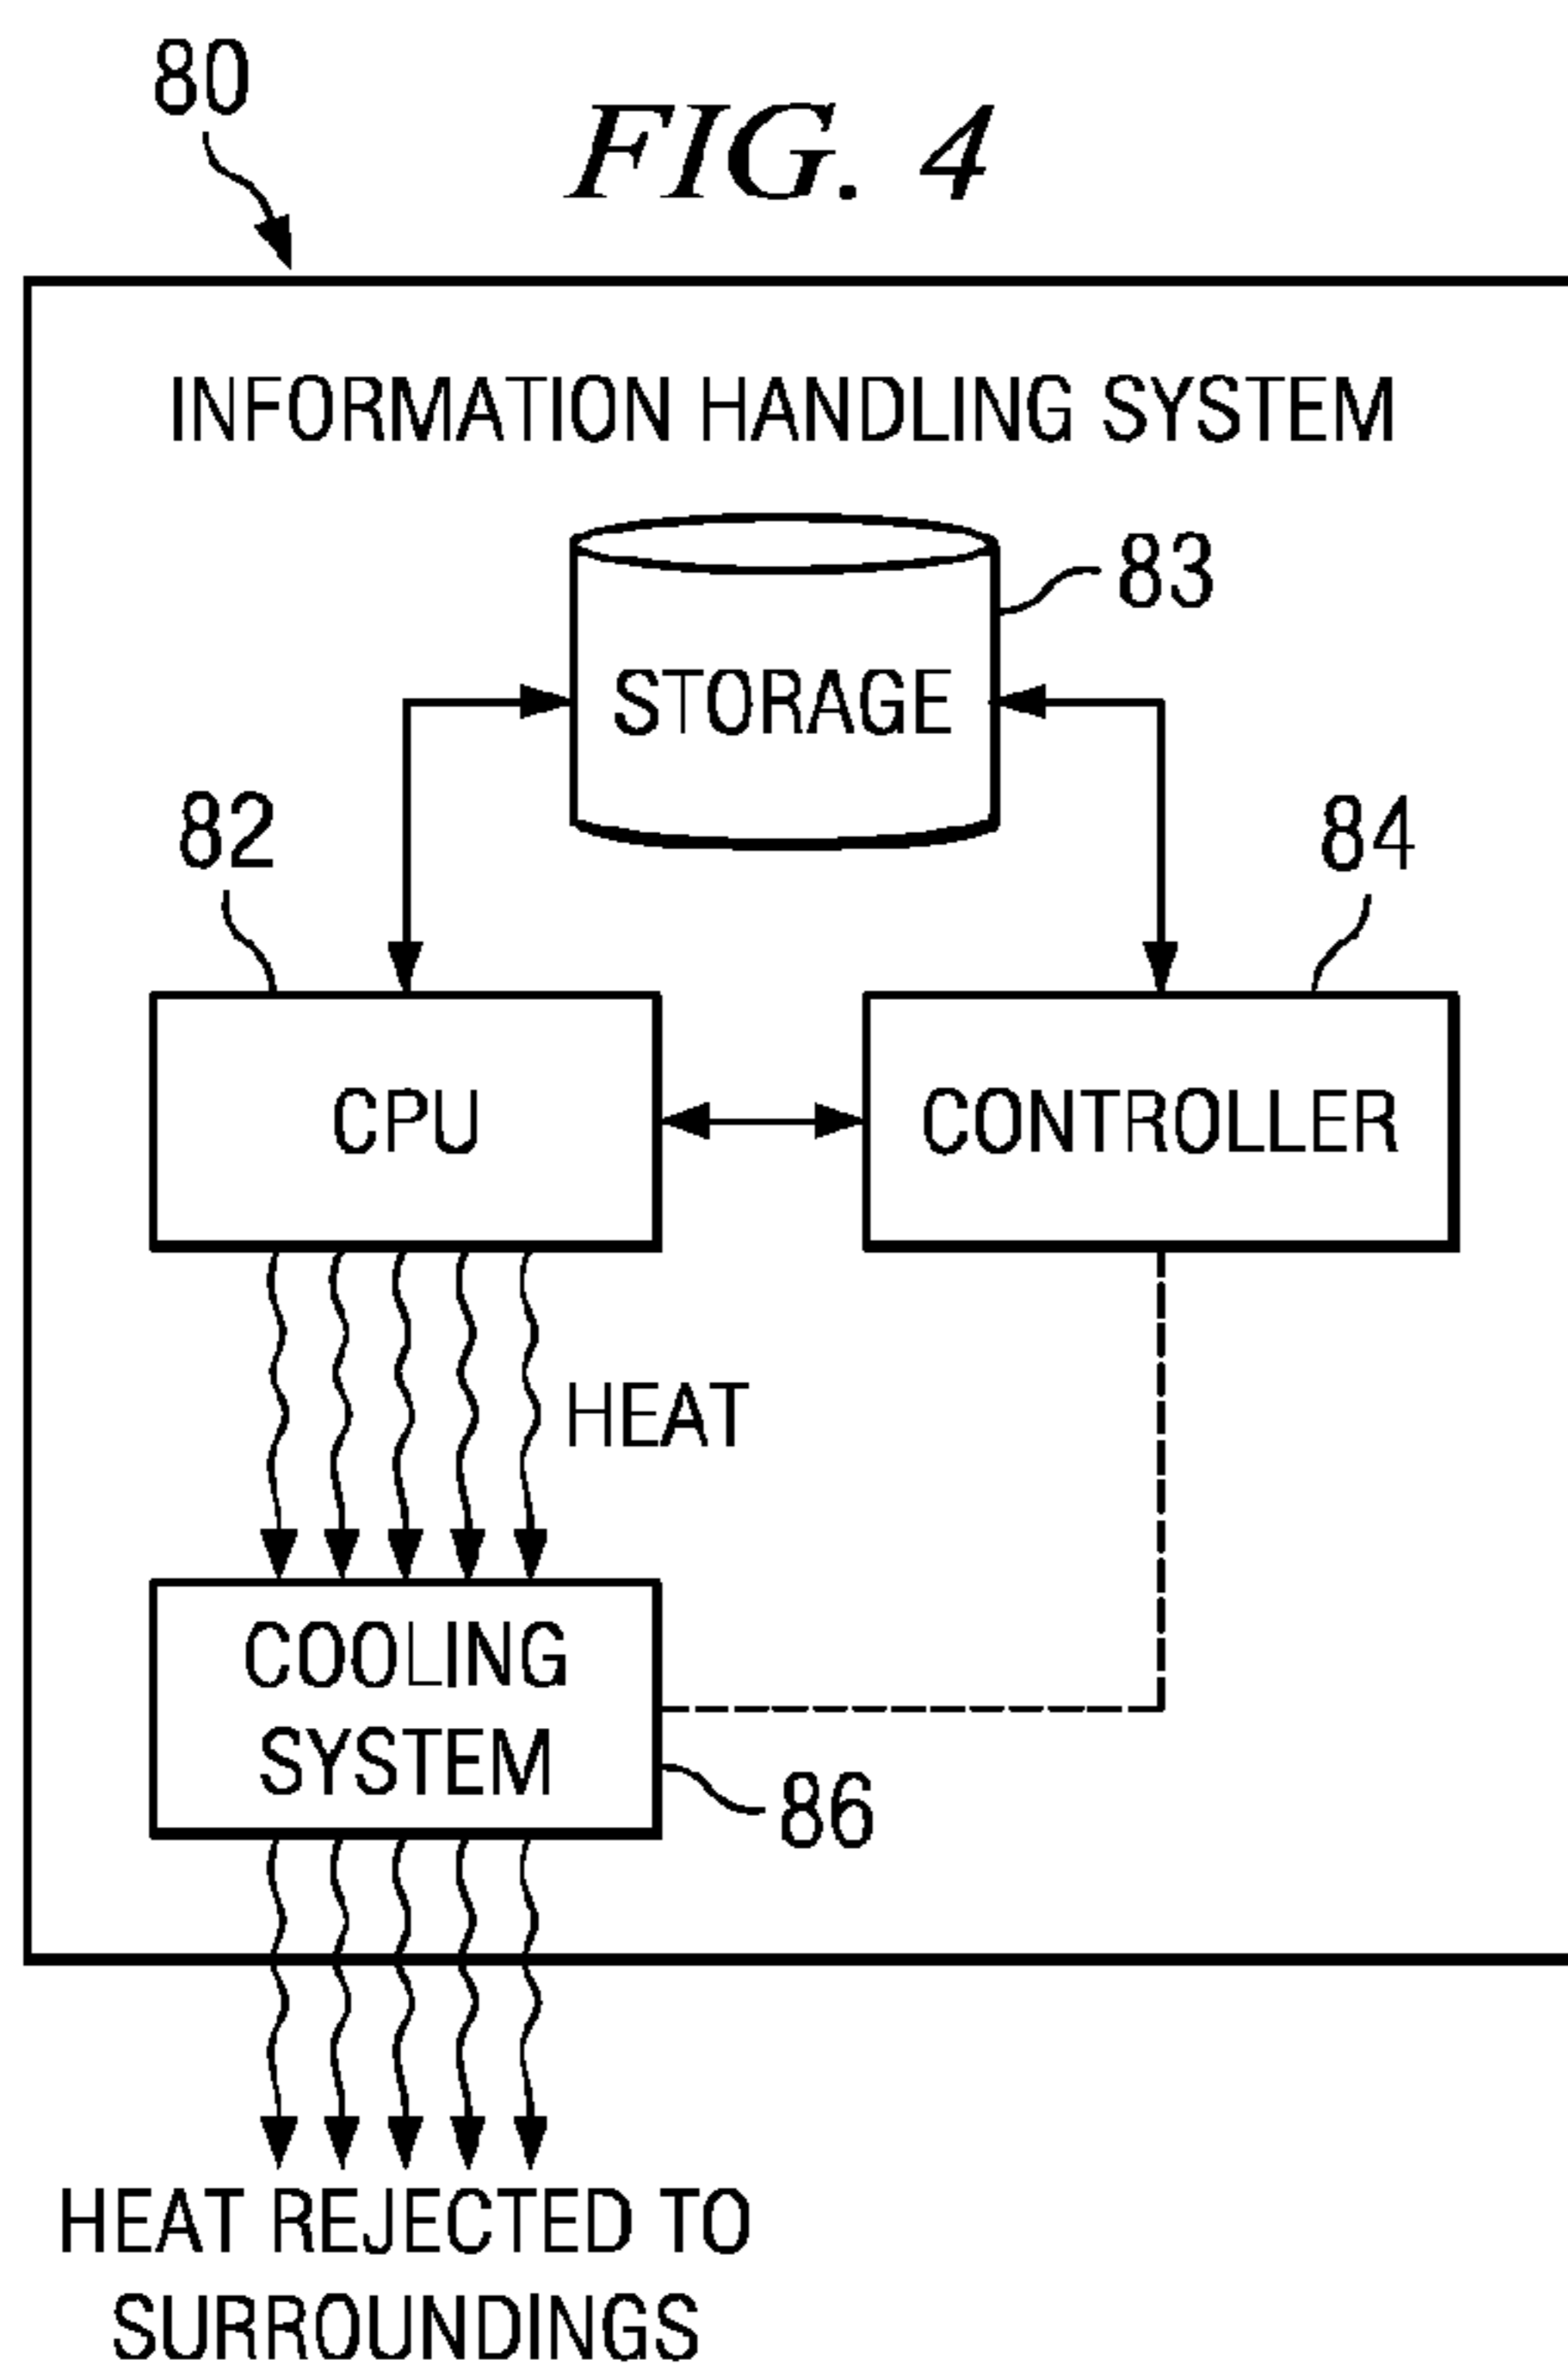 80
FIG. 4
INFORMATION HANDLING SYSTEM
83
STORAGE
82
84
CPU
CONTROLLER
HEAT
COOLING
SYSTEM
86
HEAT REJECTED TO
SURROUNDINGS